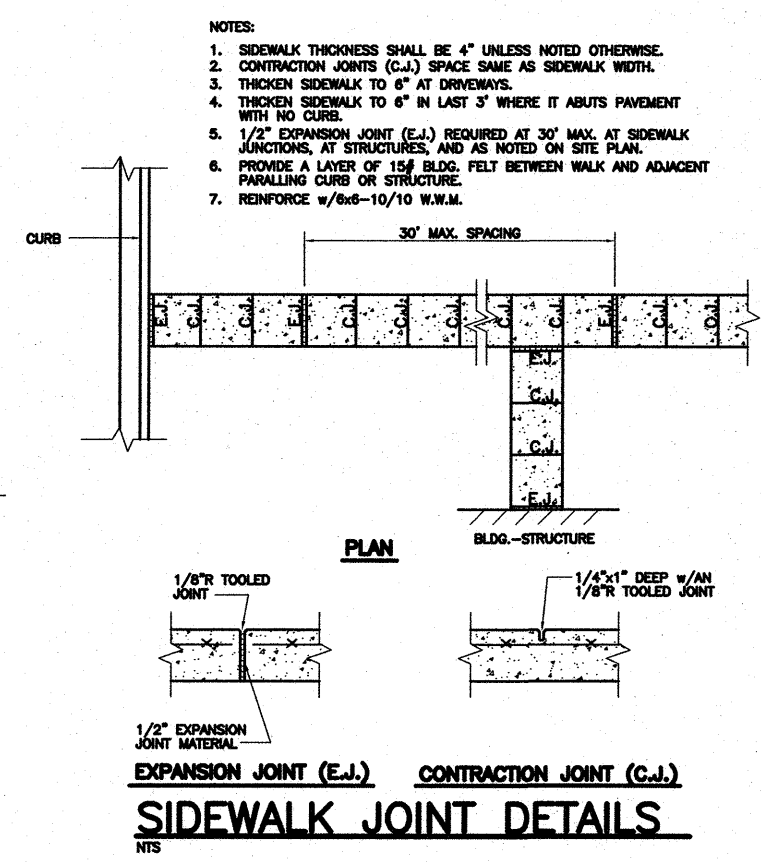 NOTES:
1. SIDEWALK THICKNESS SHALL BE 4" UNLESS NOTED OTHERWISE.
2. CONTRACTION JOINTS (C.J.) SPACE SAME AS SIDEWALK WIDTH.
3. THICKEN SIDEWALK TO 6" AT DRIVEWAYS.
4. THICKEN SIDEWALK TO 6" IN LAST 3' WHERE IT ABUTS PAVEMENT
WITH NO CURB.
5. 1/2" EXPANSION JOINT (E.J.) REQUIRED AT 30' MAX. AT SIDEWALK
JUNCTIONS, AT STRUCTURES, AND AS NOTED ON SITE PLAN.
6. PROVIDE A LAYER OF 15# BLDG. FELT BETWEEN WALK AND ADJACENT
PARALLING CURB OR STRUCTURE.
7. REINFORCE w/6x6-10/10 W.W.M.
CURB
30' MAX. SPACING
E.J. C.J. C.J. E.J. C.J. C.J. C.J. C.J. C.J. C.J. E.J. C.J. C.J.
E.J.
C.J.
C.J.
E.J.
BLDG.-STRUCTURE
PLAN
1/8"R TOOLED
JOINT
1/4"x1" DEEP w/AN
1/8"R TOOLED JOINT
1/2" EXPANSION
JOINT MATERIAL
EXPANSION JOINT (E.J.)
CONTRACTION JOINT (C.J.)
SIDEWALK JOINT DETAILS
NTS